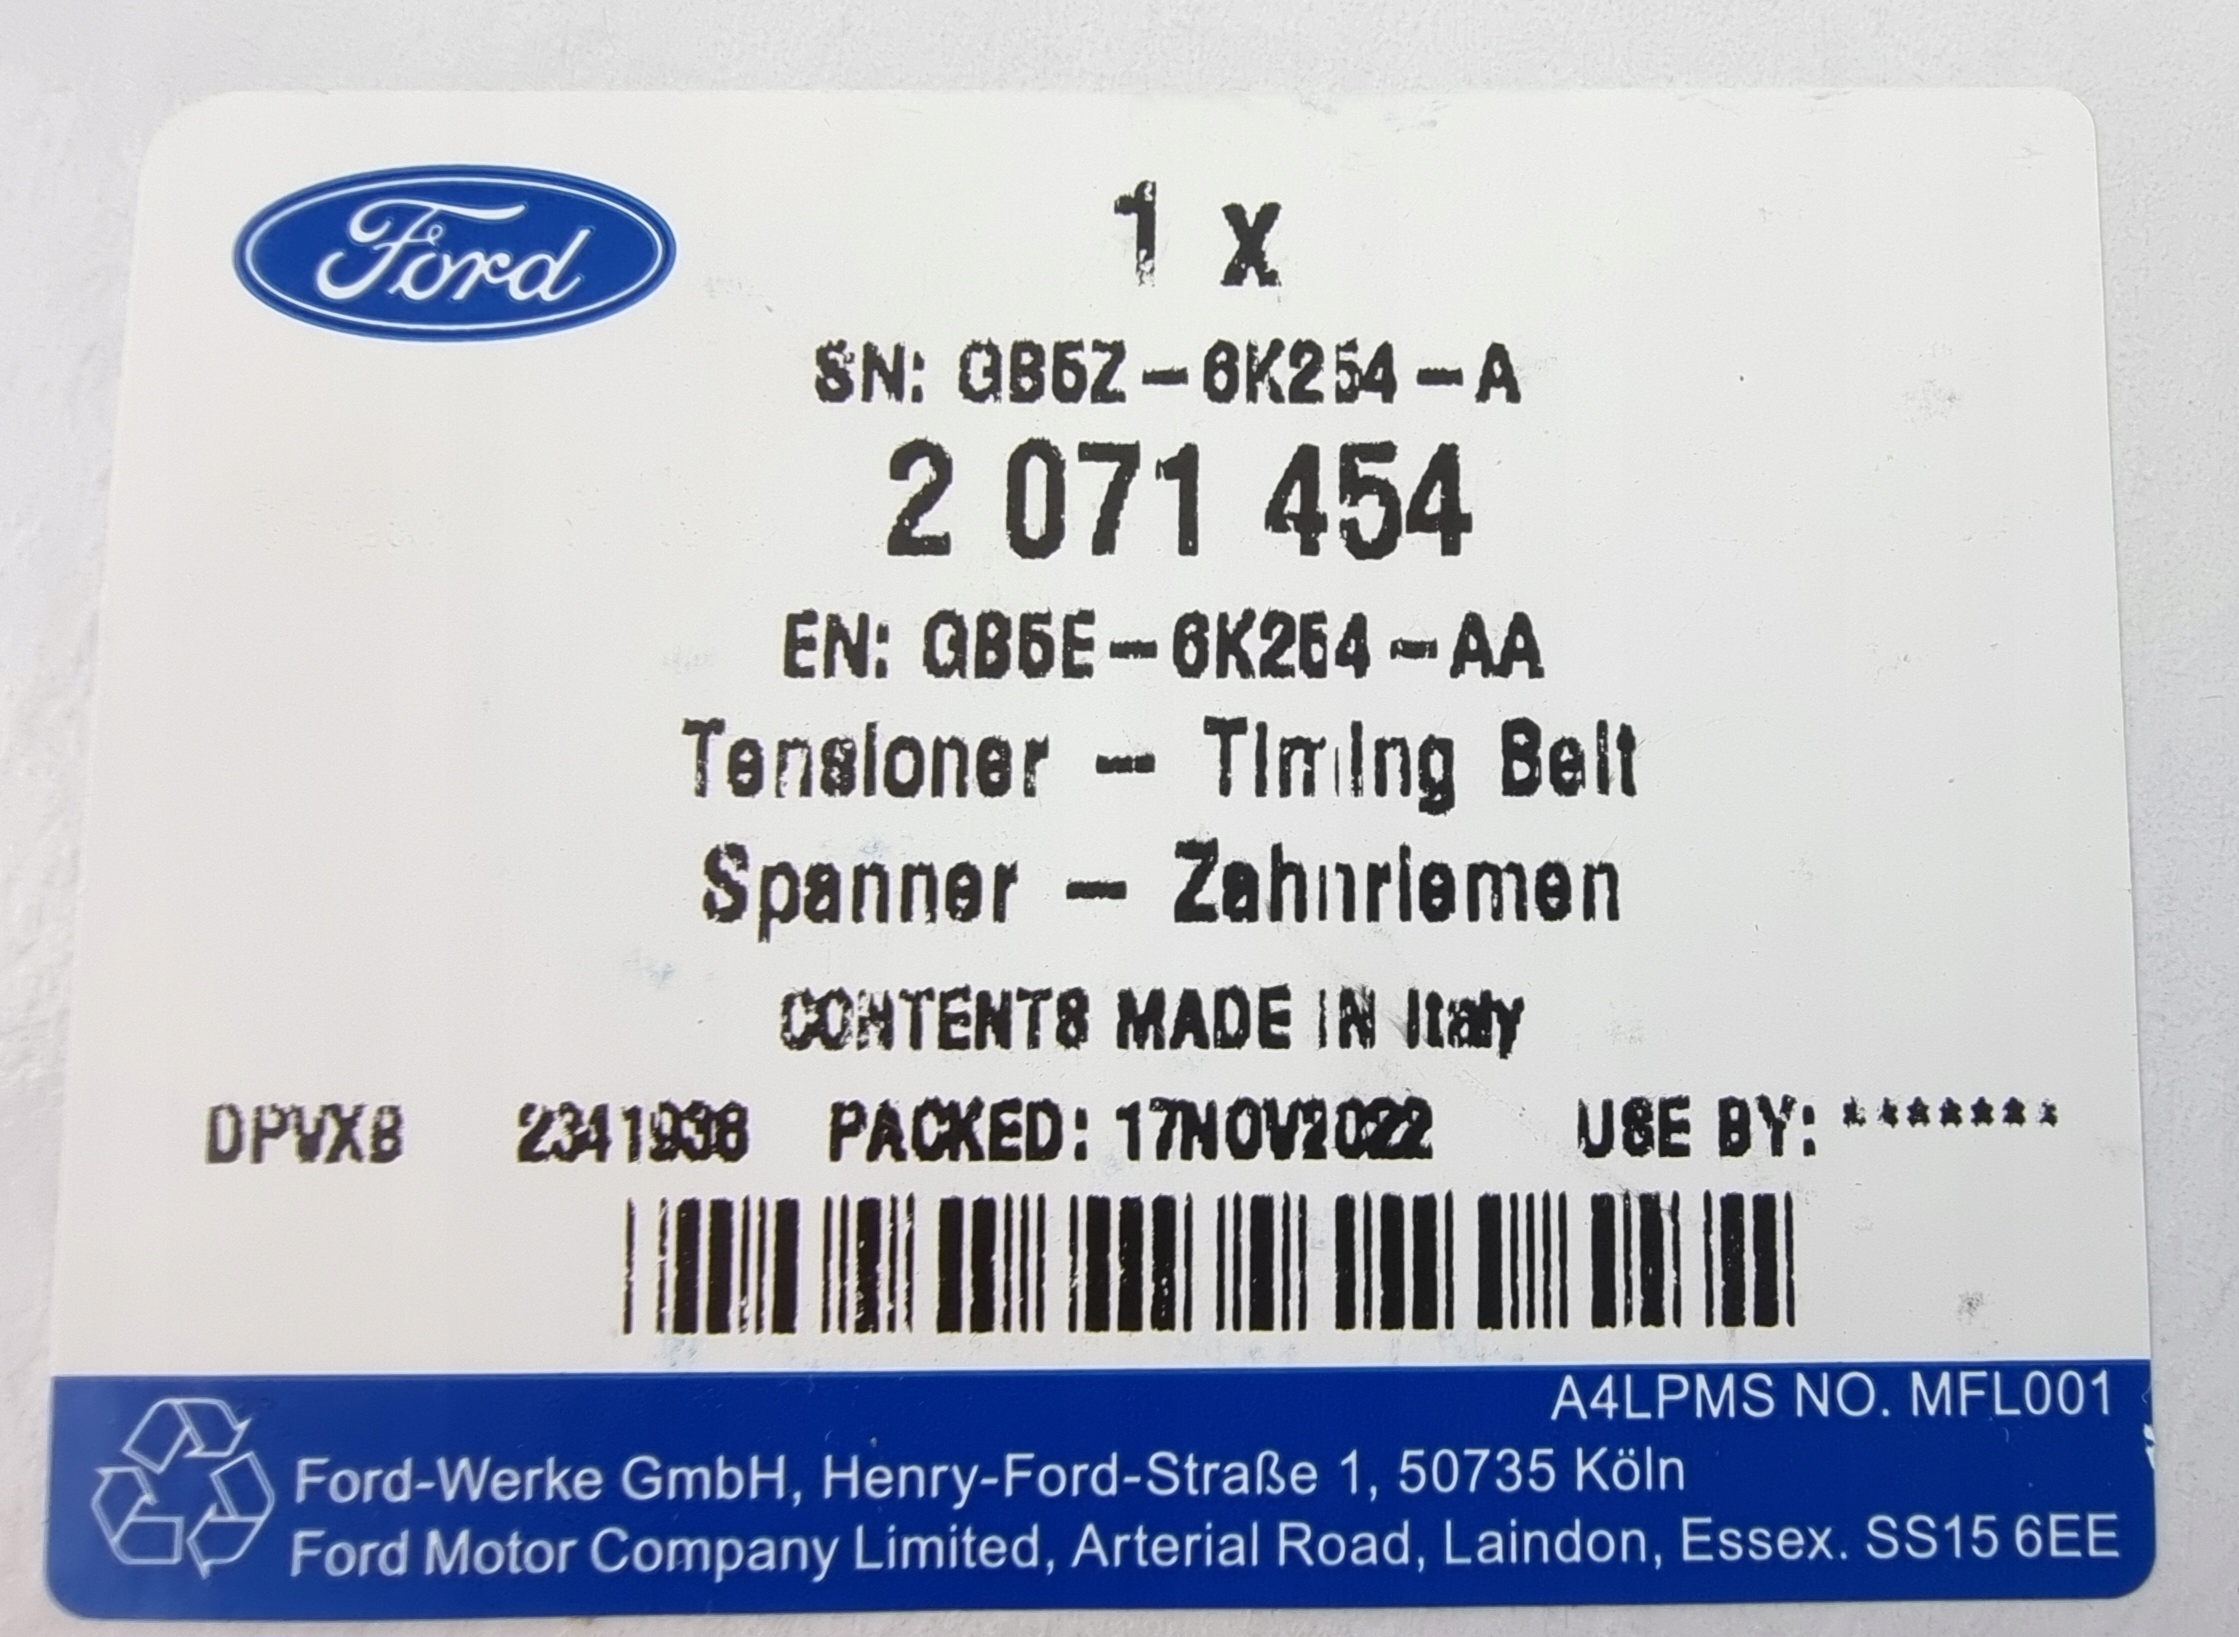 Ford
1 x
SN: GB5Z-6K254-A
2 071 454
EN: GB5E-6K254-AA
Tensioner - Timing Belt
Spanner - Zahnriemen
CONTENTS MADE IN Italy
DPVX8 2341938 PACKED: 17NOV2022 USE BY: *******
A4LPMS NO. MFL001
Ford-Werke GmbH, Henry-Ford-Straße 1, 50735 Köln
Ford Motor Company Limited, Arterial Road, Laindon, Essex. SS15 6EE